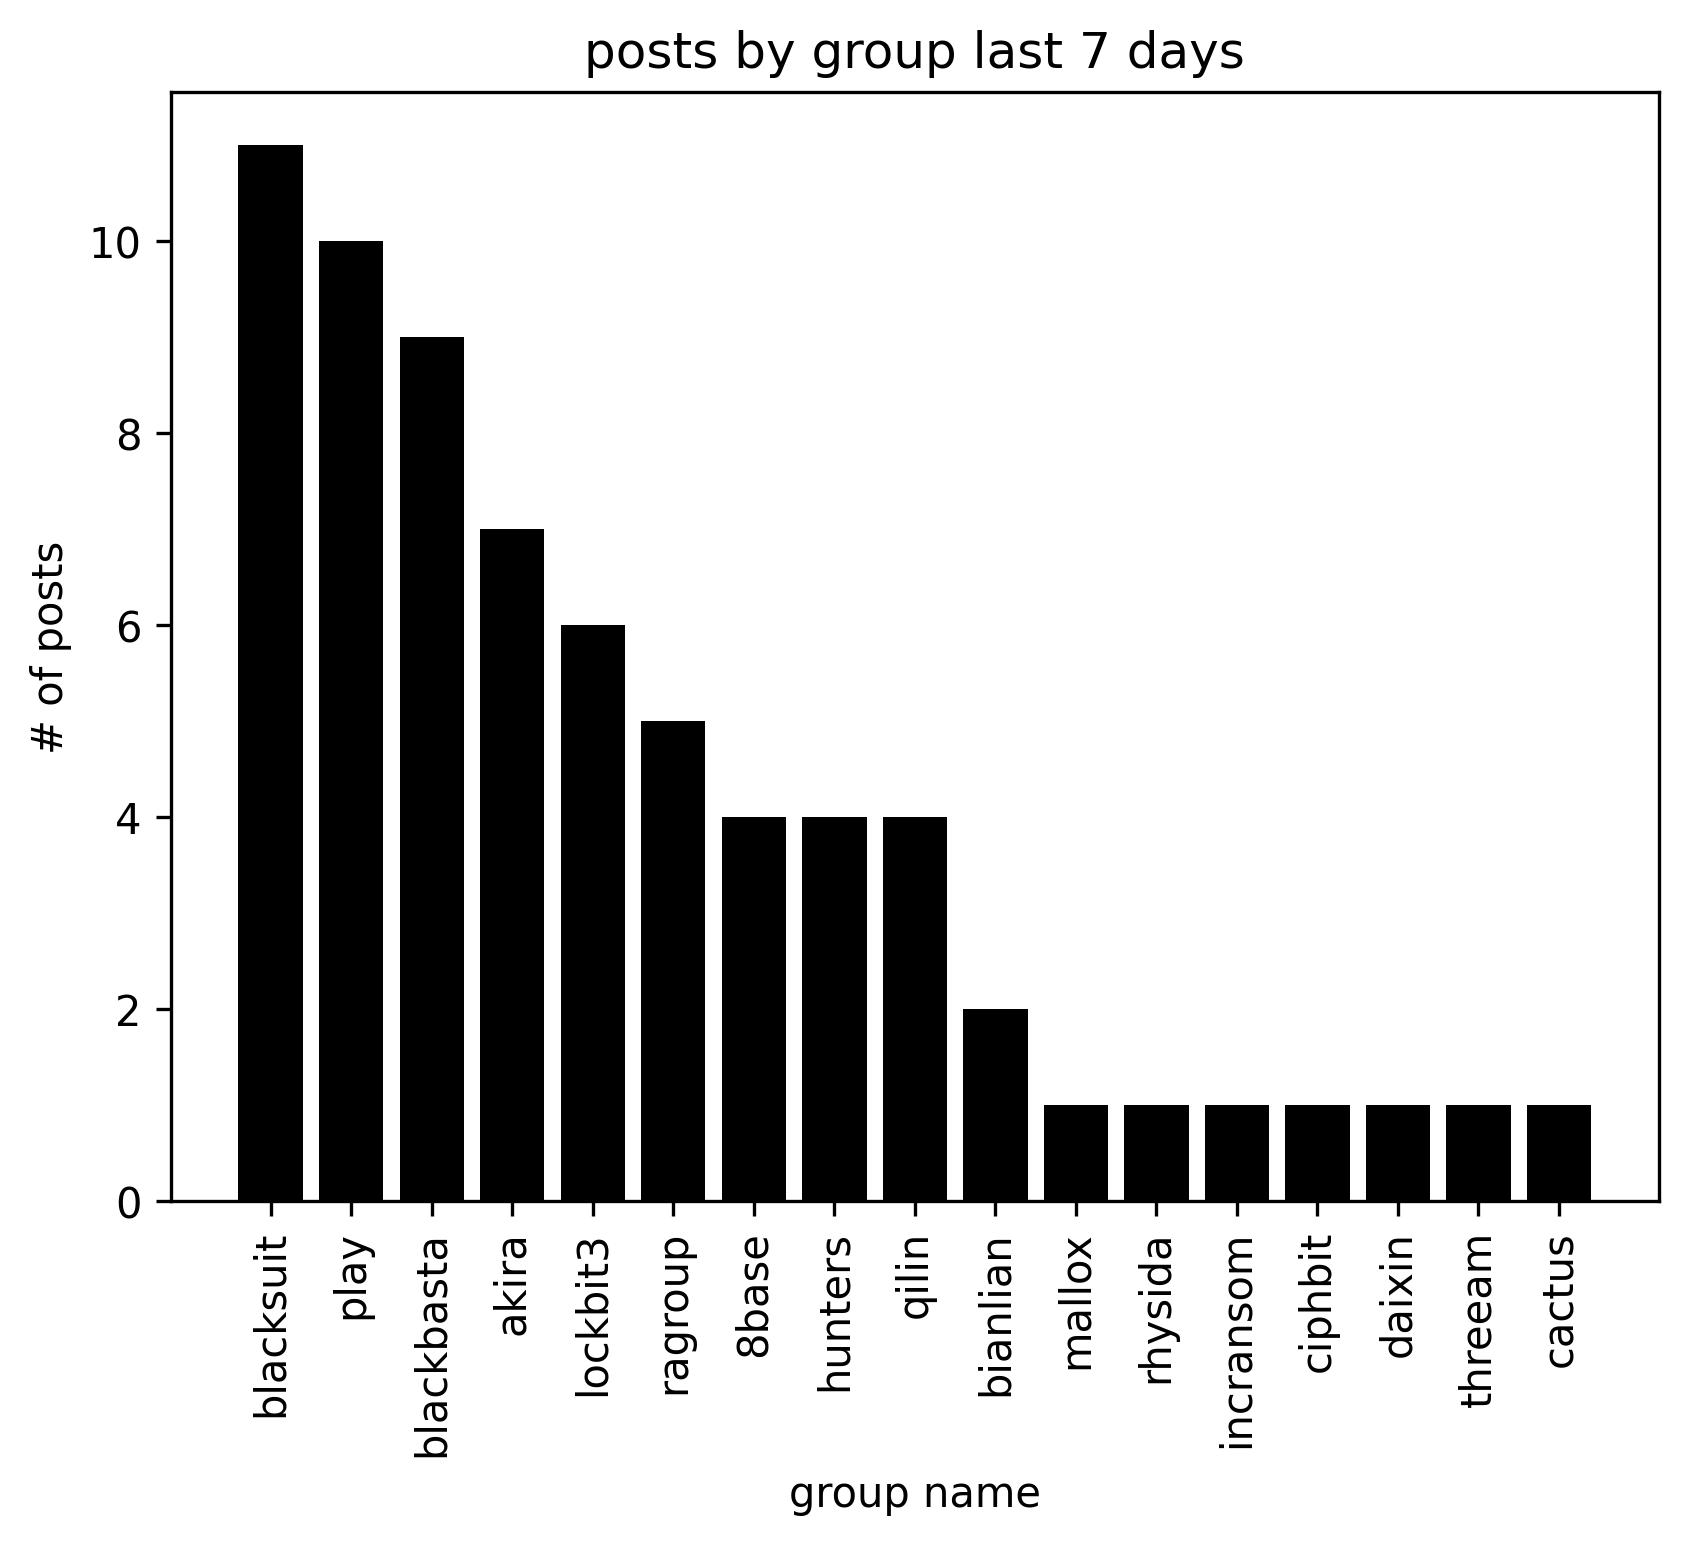 posts by group last 7 days
# of posts
10
8
6
4
2
0
blacksuit
play
blackbasta
akira
lockbit3
ragroup
8base
hunters
qilin
bianlian
mallox
rhysida
incransom
ciphbit
daixin
threeam
cactus
group name